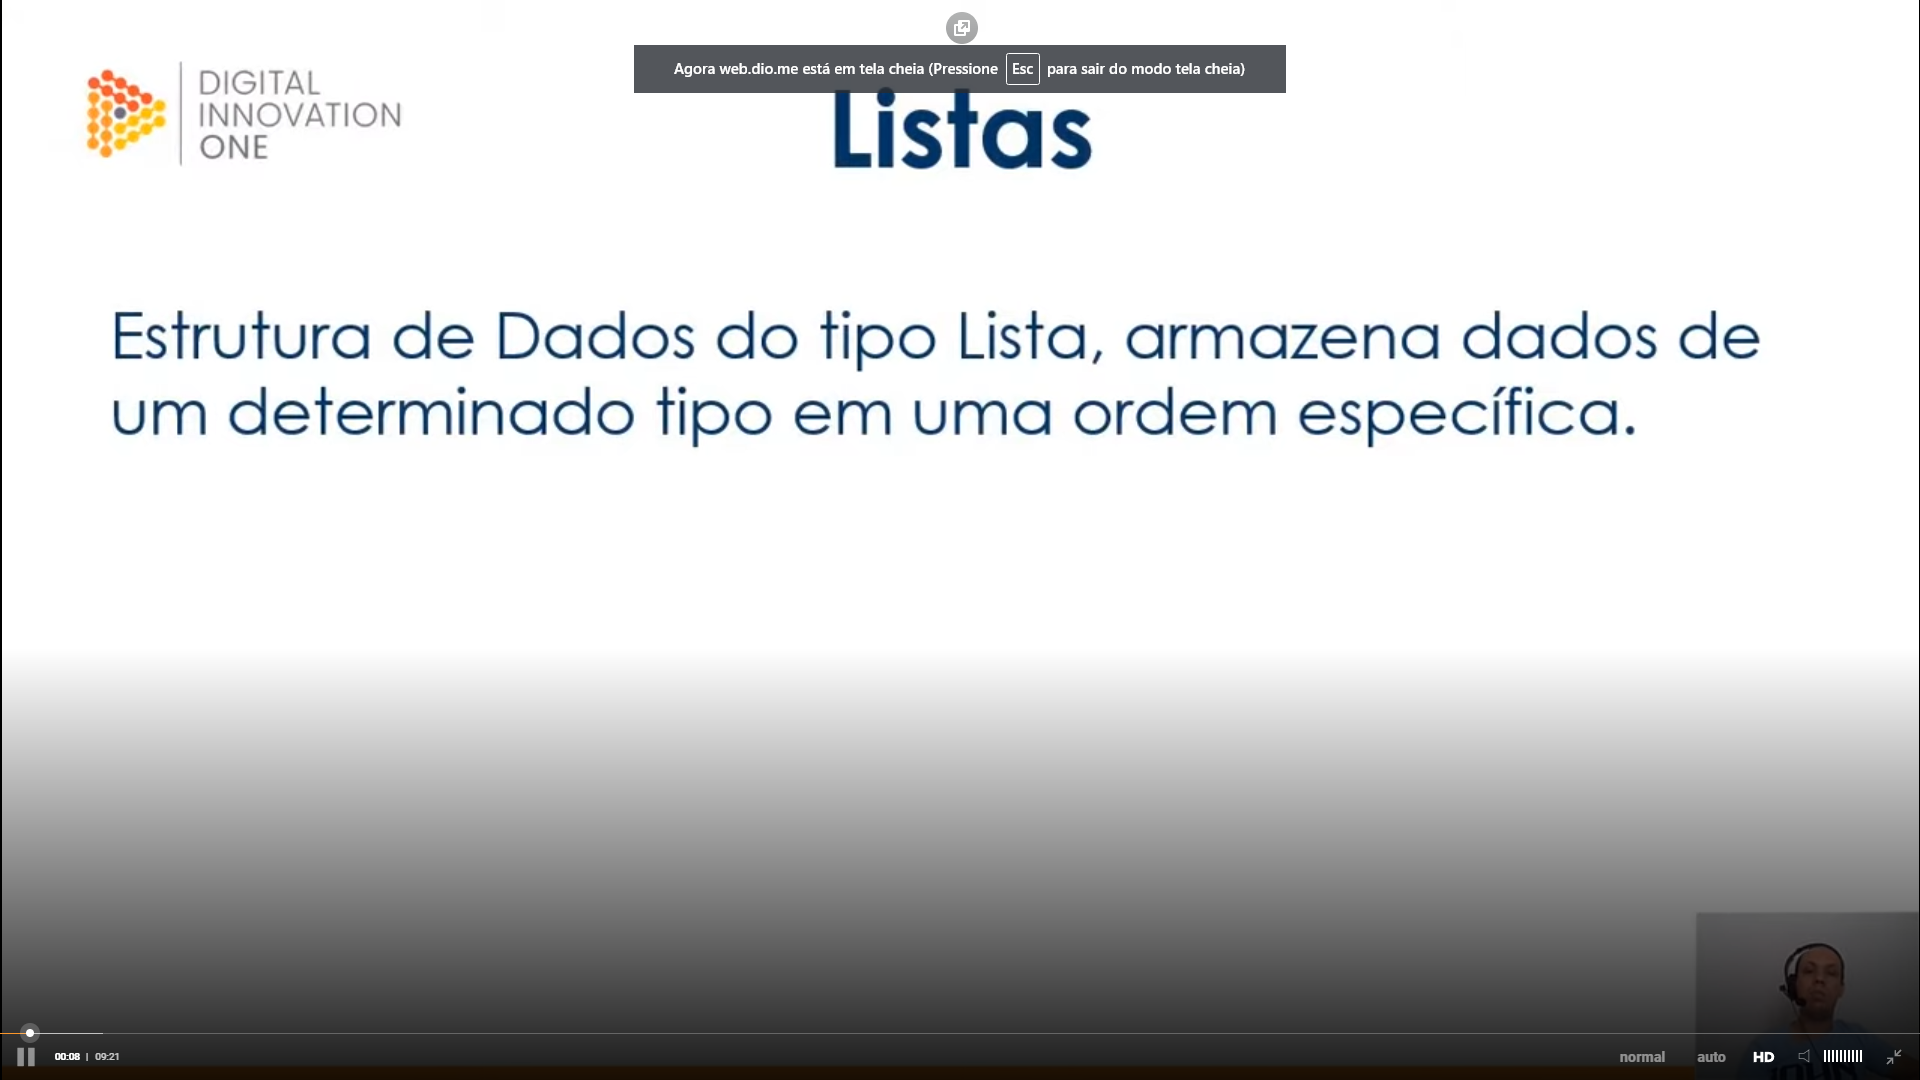 Agora web.dio.me está em tela cheia (Pressione Esc para sair do modo tela cheia)
DIGITAL
INNOVATION
ONE
Listas
Estrutura de Dados do tipo Lista, armazena dados de
um determinado tipo em uma ordem específica.
00:08 | 09:21
normal auto HD